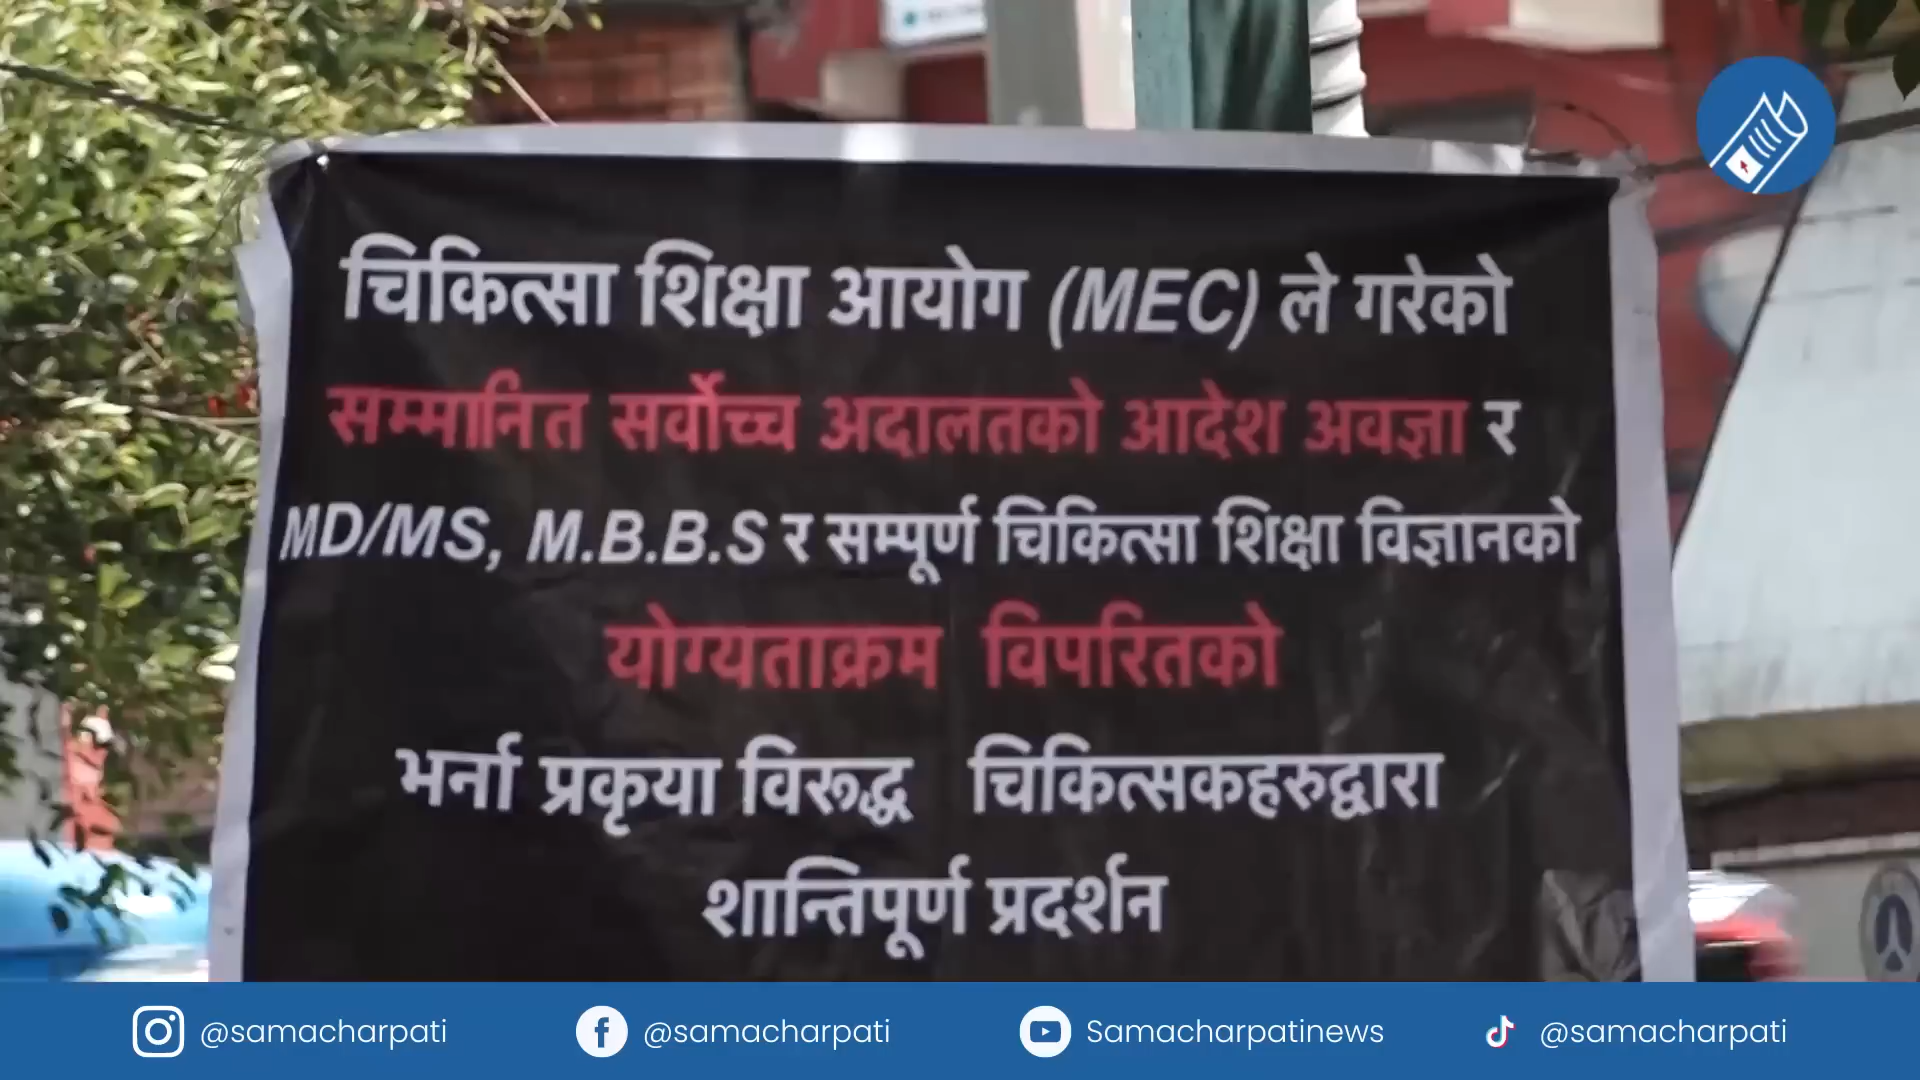 चिकित्सा शिक्षा आयोग (MEC) ले गरेको
सम्मानित सर्वोच्च अदालतको आदेश अवज्ञा र
MD/MS, M.B.B.S र सम्पूर्ण चिकित्सा शिक्षा विज्ञानको
योग्यताक्रम विपरितको
भर्ना प्रकृया विरूद्ध चिकित्सकहरुद्वारा
शान्तिपूर्ण प्रदर्शन
@samacharpati @samacharpati Samacharpatinews @samacharpati